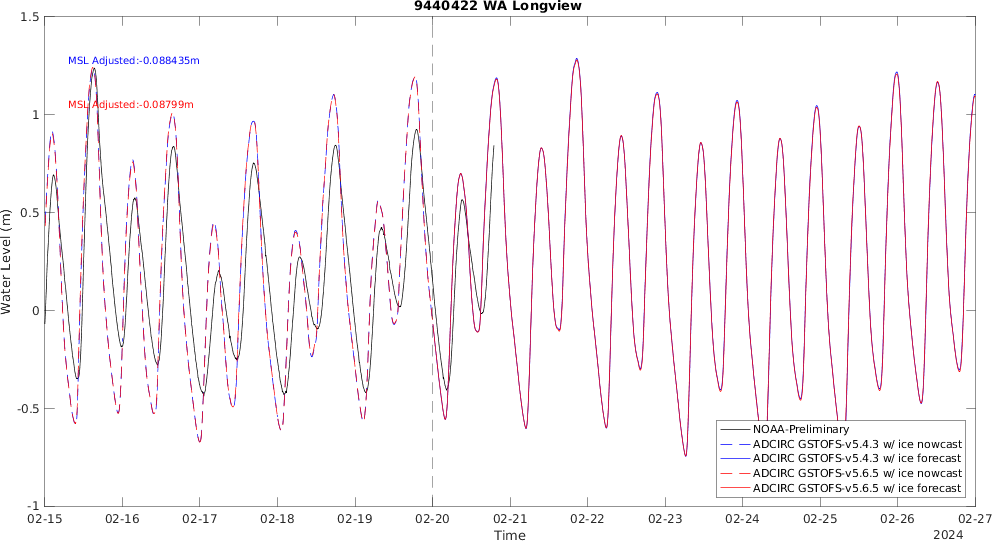 9440422 WA Longview
MSL Adjusted:-0.088435m
MSL Adjusted:-0.08799m
Water Level (m)
1.5
1
0.5
0
-0.5
-1
NOAA-Preliminary
ADCIRC GSTOFS-v5.4.3 w/ ice nowcast
ADCIRC GSTOFS-v5.4.3 w/ ice forecast
ADCIRC GSTOFS-v5.6.5 w/ ice nowcast
ADCIRC GSTOFS-v5.6.5 w/ ice forecast
02-15 02-16 02-17 02-18 02-19 02-20 02-21 02-22 02-23 02-24 02-25 02-26 02-27
Time
2024